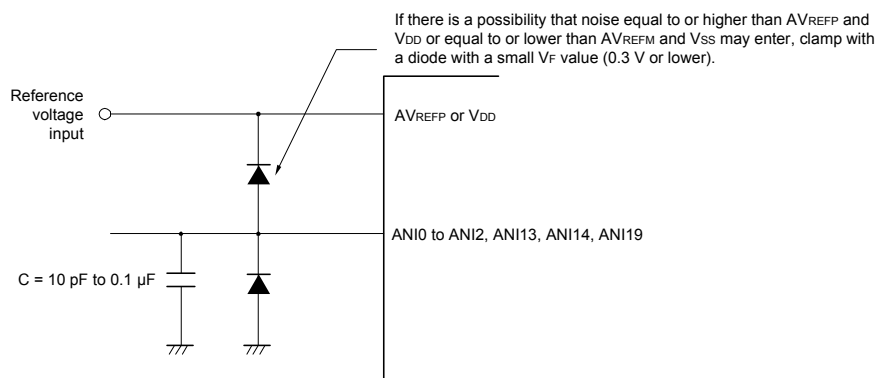 If there is a possibility that noise equal to or higher than AVREFP and
VDD or equal to or lower than AVREFM and VSS may enter, clamp with
a diode with a small VF value (0.3 V or lower).
Reference
voltage
input
AVREFP or VDD
ANI0 to ANI2, ANI13, ANI14, ANI19
C = 10 pF to 0.1 µF